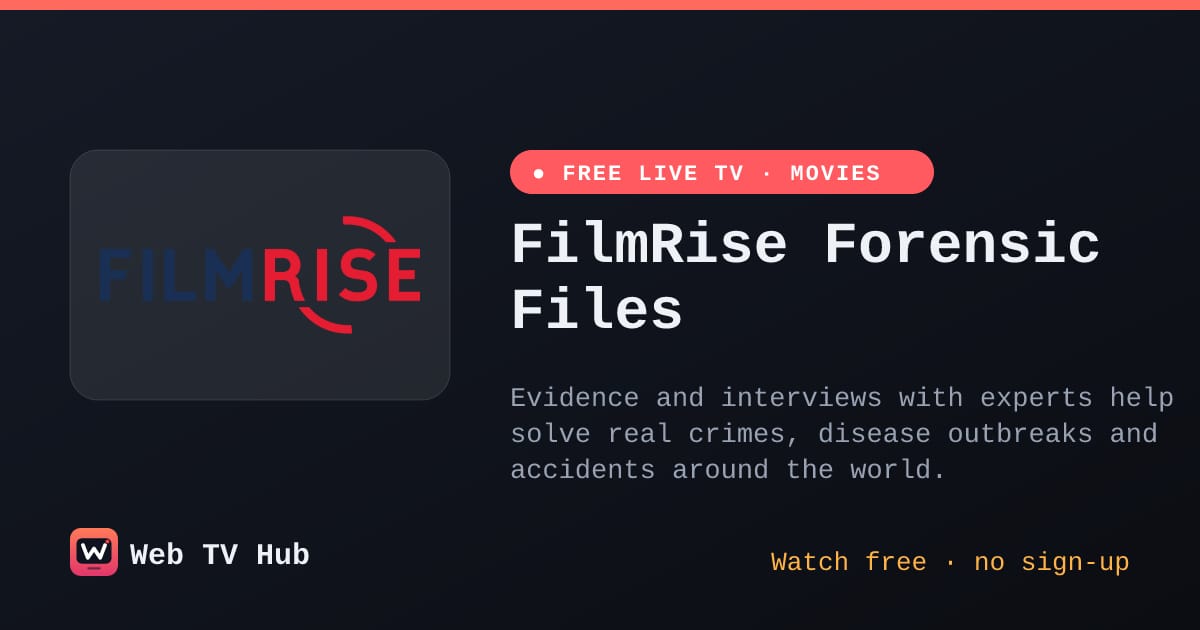 FILMRISE
● FREE LIVE TV · MOVIES
FilmRise Forensic
Files
Evidence and interviews with experts help
solve real crimes, disease outbreaks and
accidents around the world.
W
Web TV Hub
Watch free · no sign-up